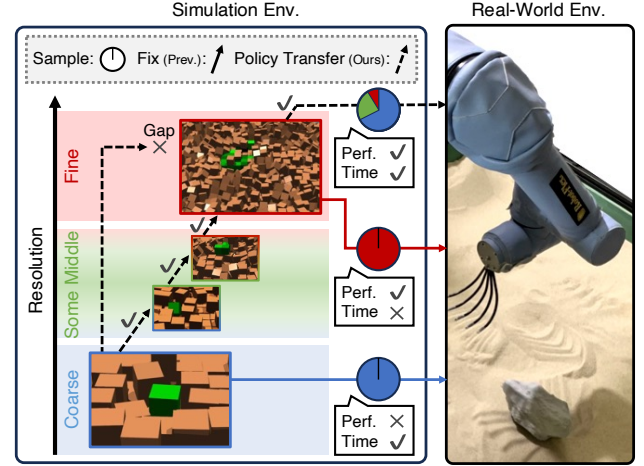 Simulation Env.
Real-World Env.
Sample: Fix (Prev.): Policy Transfer (Ours):
Gap
Fine
Perf.
Time
Resolution
Some Middle
Perf.
Time
Coarse
Perf.
Time